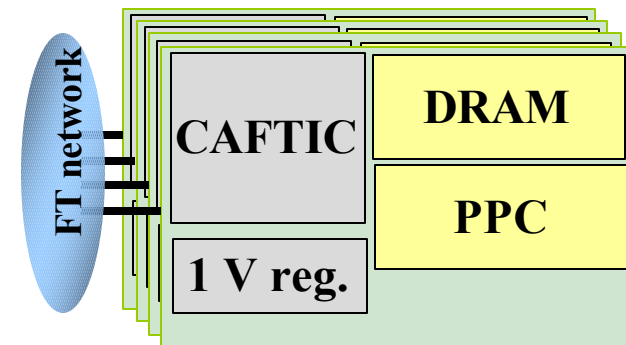 FT network
CAFTIC
DRAM
PPC
1 V reg.